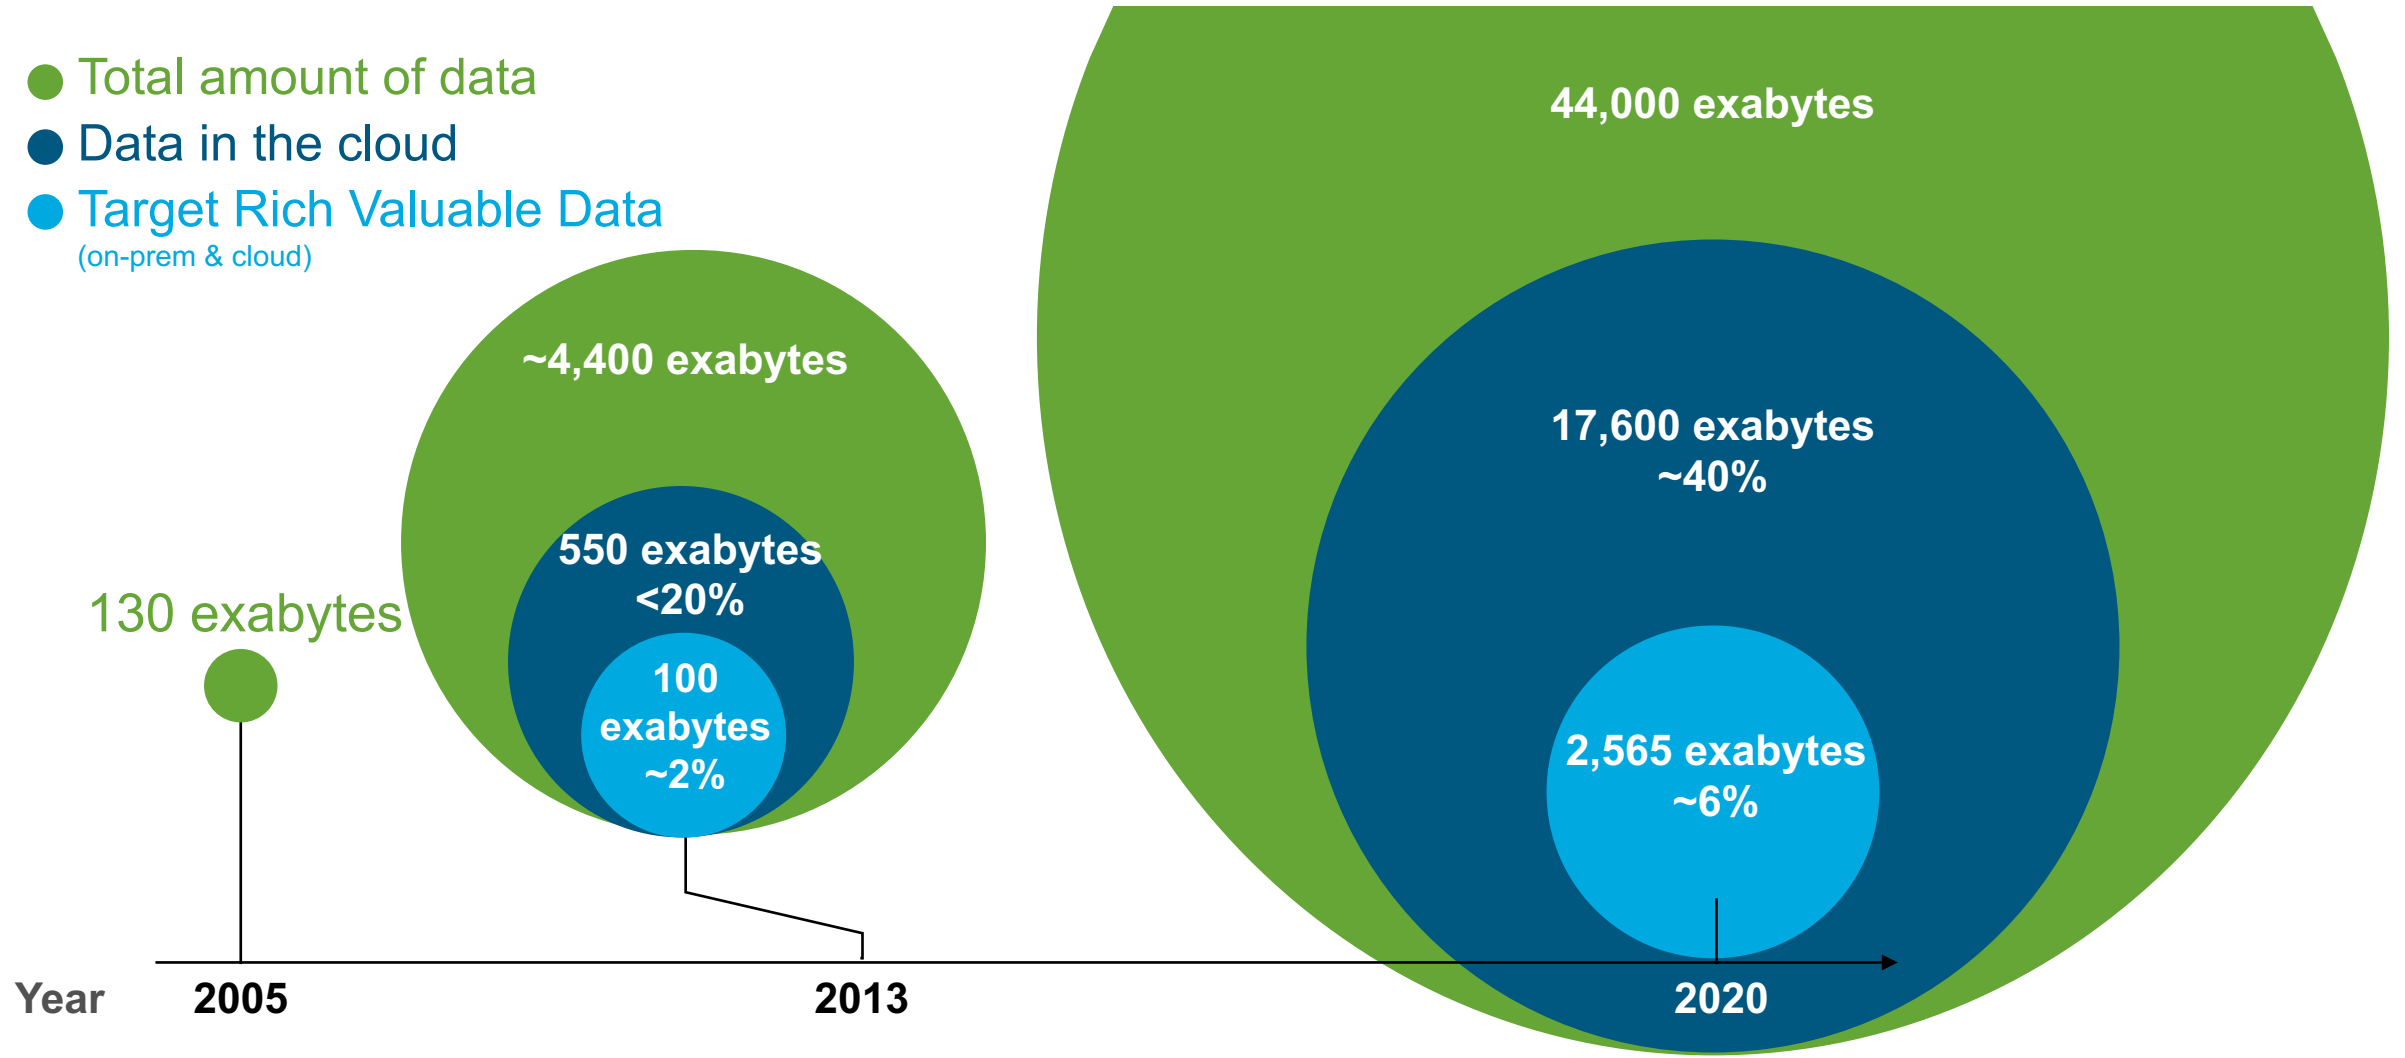 Total amount of data
Data in the cloud
Target Rich Valuable Data
(on-prem & cloud)
130 exabytes
~4,400 exabytes
550 exabytes
<20%
100
exabytes
~2%
44,000 exabytes
17,600 exabytes
~40%
2,565 exabytes
~6%
Year
2005
2013
2020